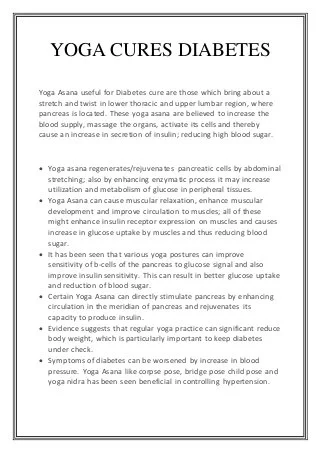 YOGA CURES DIABETES
Yoga Asana useful for Diabetes cure are those which bring about a
stretch and twist in lower thoracic and upper lumbar region, where
pancreas is located. These yoga asana are believed to increase the
blood supply, massage the organs, activate its cells and thereby
cause an increase in secretion of insulin; reducing high blood sugar.
• Yoga asana regenerates/rejuvenates pancreatic cells by abdominal
stretching; also by enhancing enzymatic process it may increase
utilization and metabolism of glucose in peripheral tissues.
• Yoga Asana can cause muscular relaxation, enhance muscular
development and improve circulation to muscles; all of these
might enhance insulin receptor expression on muscles and causes
increase in glucose uptake by muscles and thus reducing blood
sugar.
• It has been seen that various yoga postures can improve
sensitivity of b-cells of the pancreas to glucose signal and also
improve insulin sensitivity. This can result in better glucose uptake
and reduction of blood sugar.
• Certain Yoga Asana can directly stimulate pancreas by enhancing
circulation in the meridian of pancreas and rejuvenates its
capacity to produce insulin.
• Evidence suggests that regular yoga practice can significant reduce
body weight, which is particularly important to keep diabetes
under check.
• Symptoms of diabetes can be worsened by increase in blood
pressure. Yoga Asana like corpse pose, bridge pose child pose and
yoga nidra has been seen beneficial in controlling hypertension.